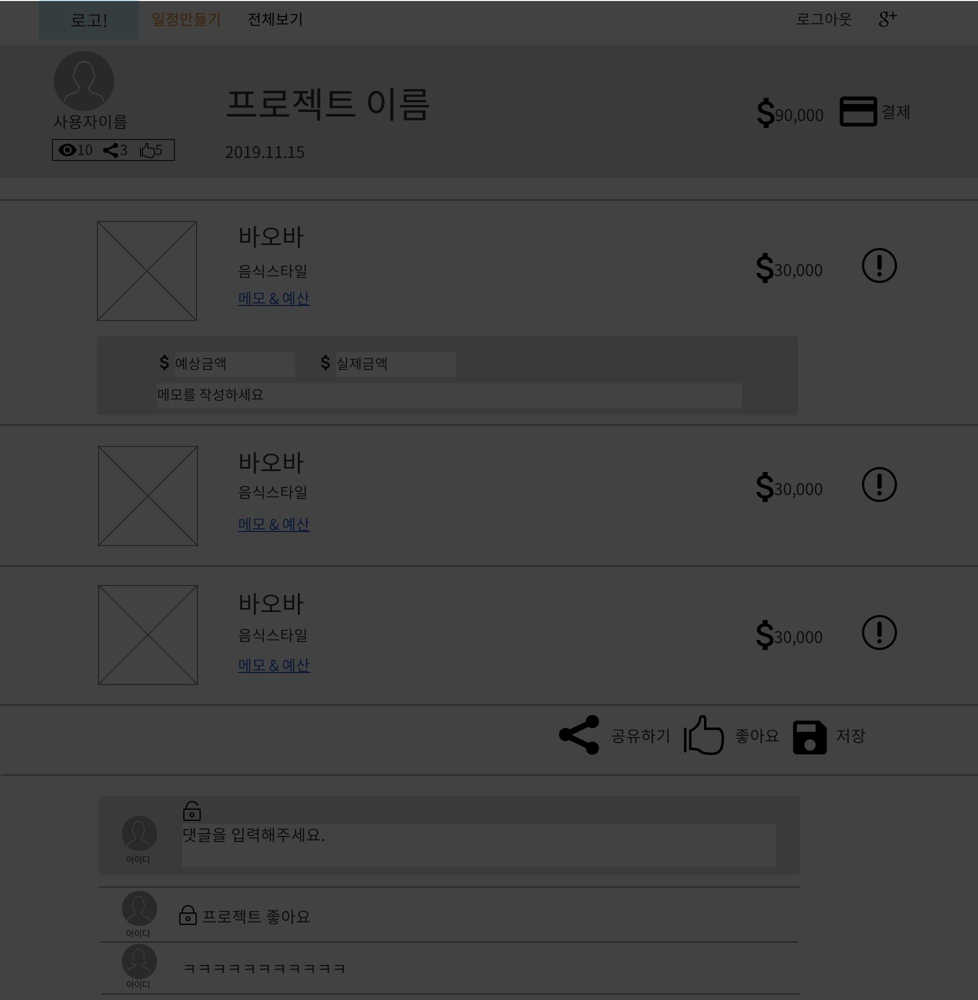 로고!
일정만들기
전체보기
로그아웃
g+
사용자이름
10 3 5
프로젝트 이름
2019.11.15
$90,000
결제
바오바
음식스타일
메모 & 예산
$30,000
$ 예상금액
$ 실제금액
메모를 작성하세요
바오바
음식스타일
메모 & 예산
$30,000
바오바
음식스타일
메모 & 예산
$30,000
공유하기
좋아요
저장
댓글을 입력해주세요.
아이디
프로젝트 좋아요
아이디
ㅋㅋㅋㅋㅋㅋㅋㅋㅋㅋㅋ
아이디